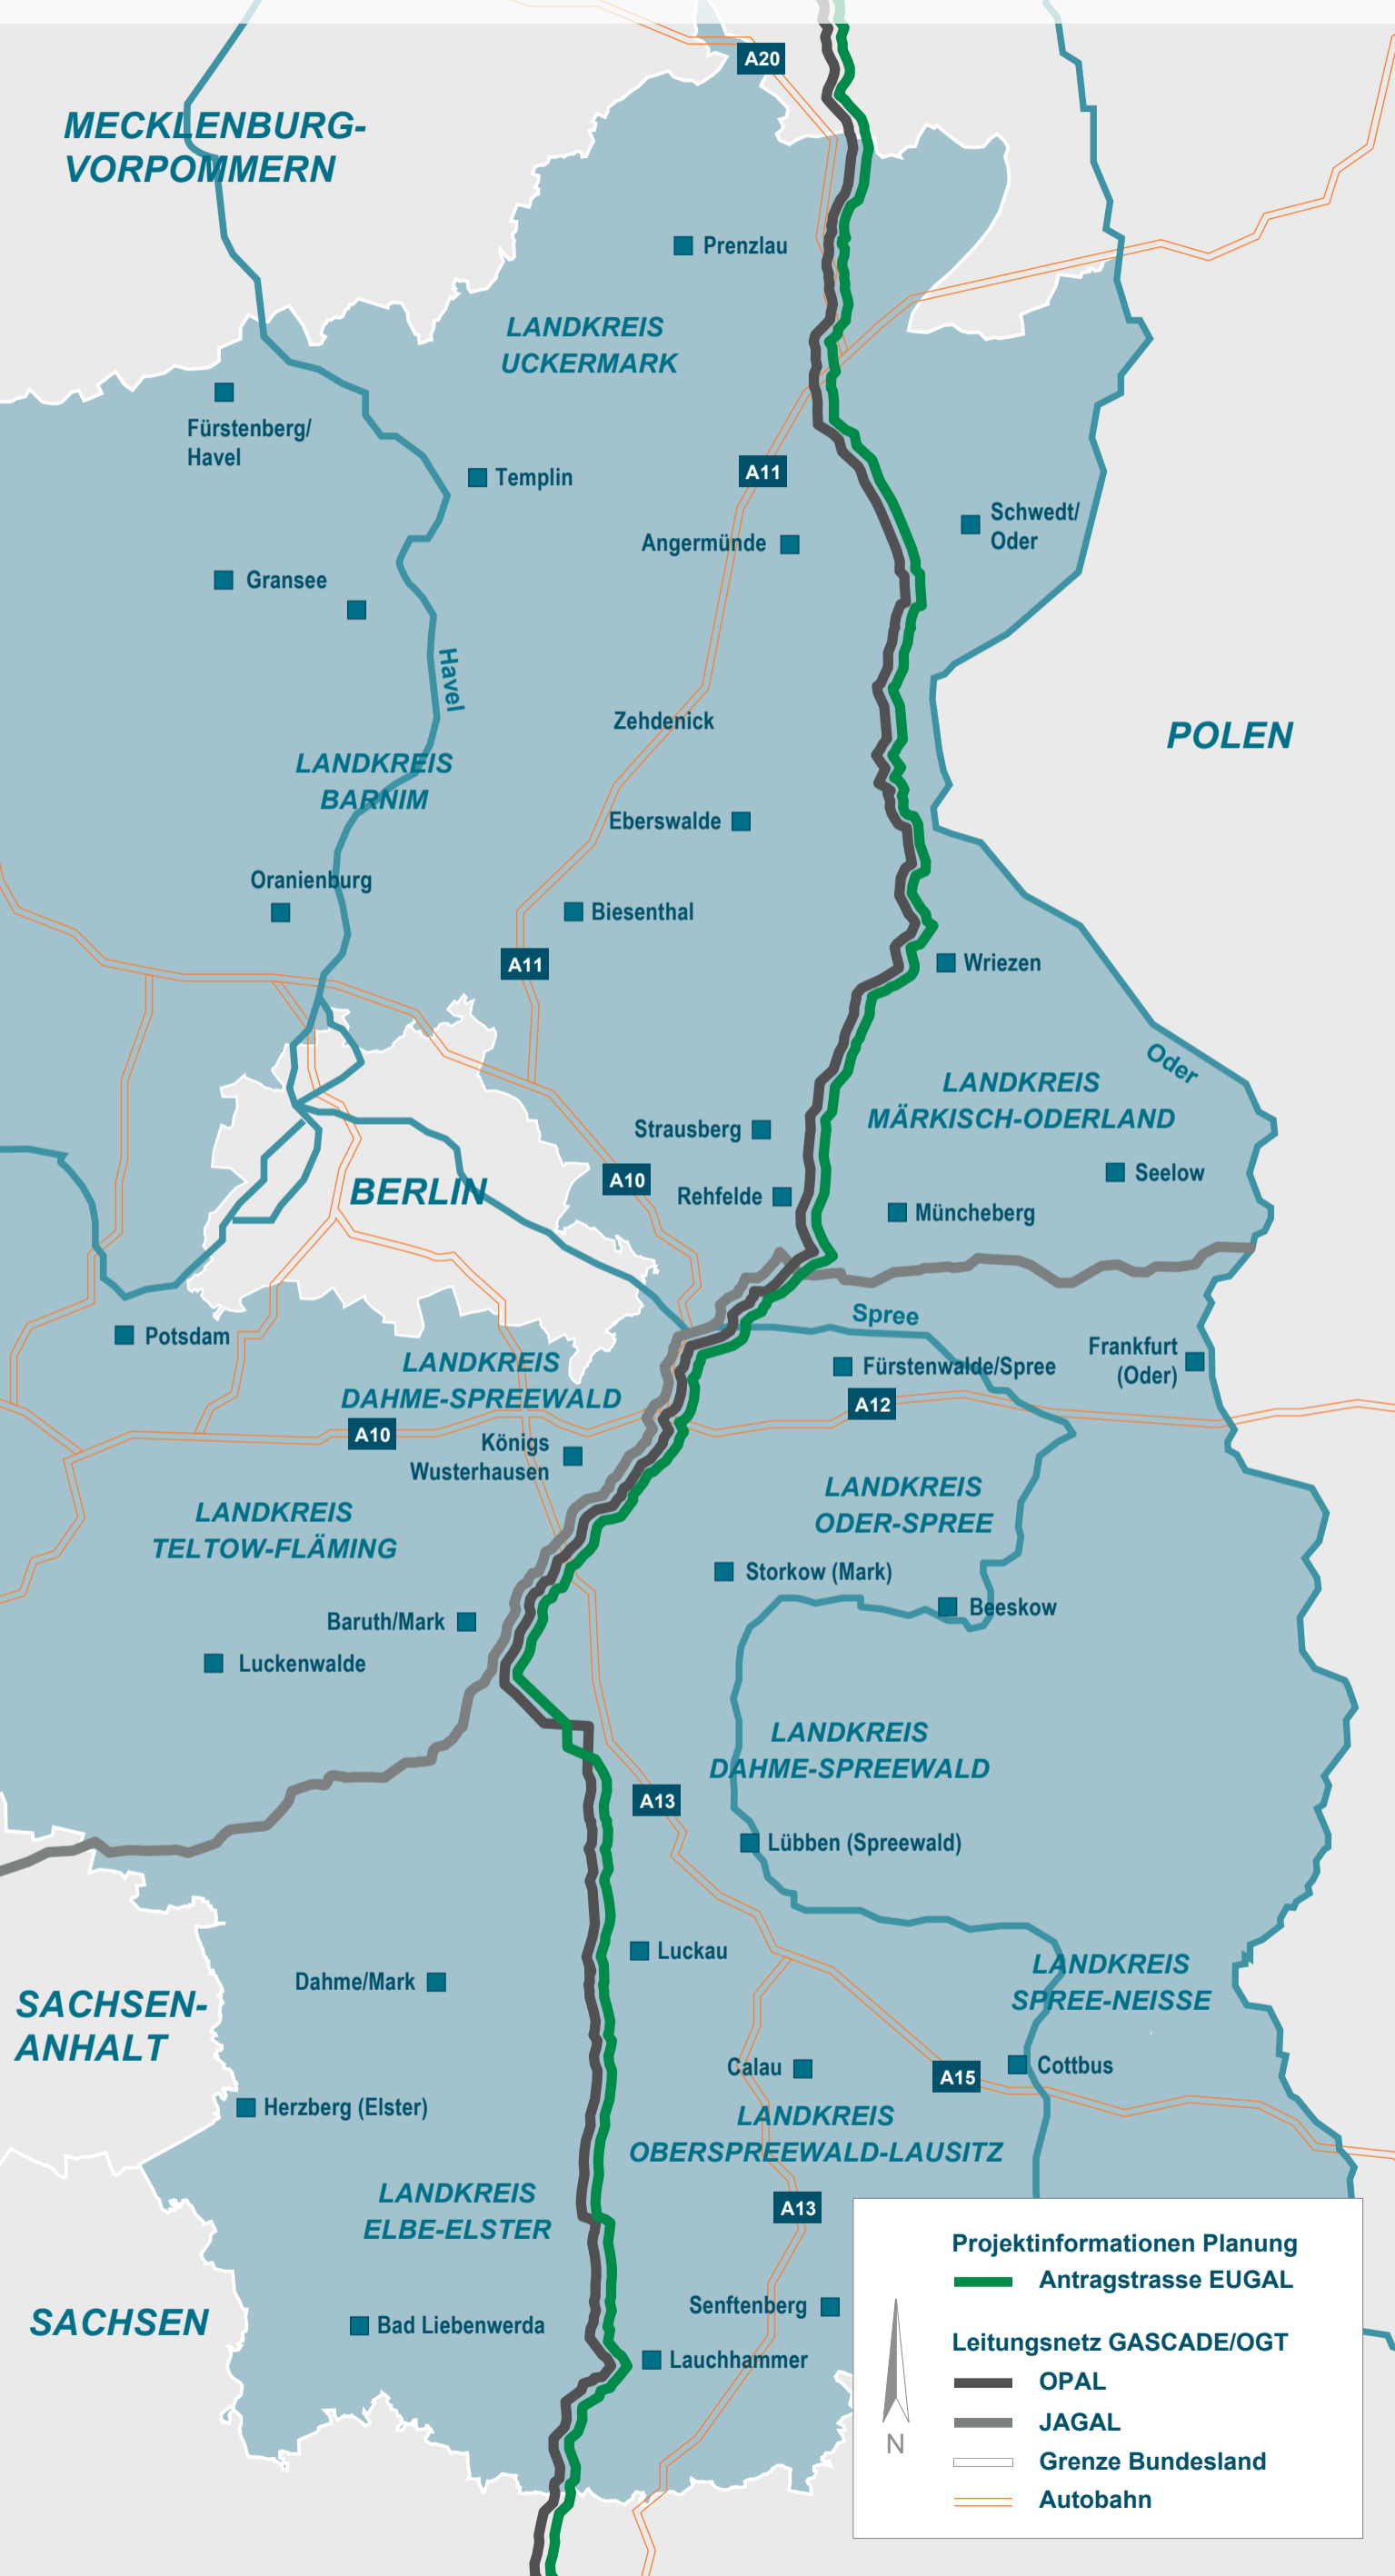 A20
MECKLENBURG-
VORPOMMERN
Prenzlau
LANDKREIS
UCKERMARK
Fürstenberg/
Havel
Templin
A11
Schwedt/
Oder
Angermünde
Gransee
Havel
Zehdenick
POLEN
LANDKREIS
BARNIM
Eberswalde
Oranienburg
Biesenthal
A11
Wriezen
Oder
LANDKREIS
MÄRKISCH-ODERLAND
Strausberg
Seelow
A10
BERLIN
Rehfelde
Müncheberg
Spree
Potsdam
Frankfurt
(Oder)
LANDKREIS
DAHME-SPREEWALD
Fürstenwalde/Spree
A12
A10
Königs
Wusterhausen
LANDKREIS
ODER-SPREE
LANDKREIS
TELTOW-FLÄMING
Storkow (Mark)
Beeskow
Baruth/Mark
Luckenwalde
LANDKREIS
DAHME-SPREEWALD
A13
Lübben (Spreewald)
Luckau
LANDKREIS
SPREE-NEISSE
Dahme/Mark
SACHSEN-
ANHALT
Calau
Cottbus
A15
Herzberg (Elster)
LANDKREIS
OBERSPREEWALD-LAUSITZ
LANDKREIS
ELBE-ELSTER
A13
Senftenberg
SACHSEN
Bad Liebenwerda
Lauchhammer
Projektinformationen Planung
Antragstrasse EUGAL
Leitungsnetz GASCADE/OGT
OPAL
JAGAL
N
Grenze Bundesland
Autobahn